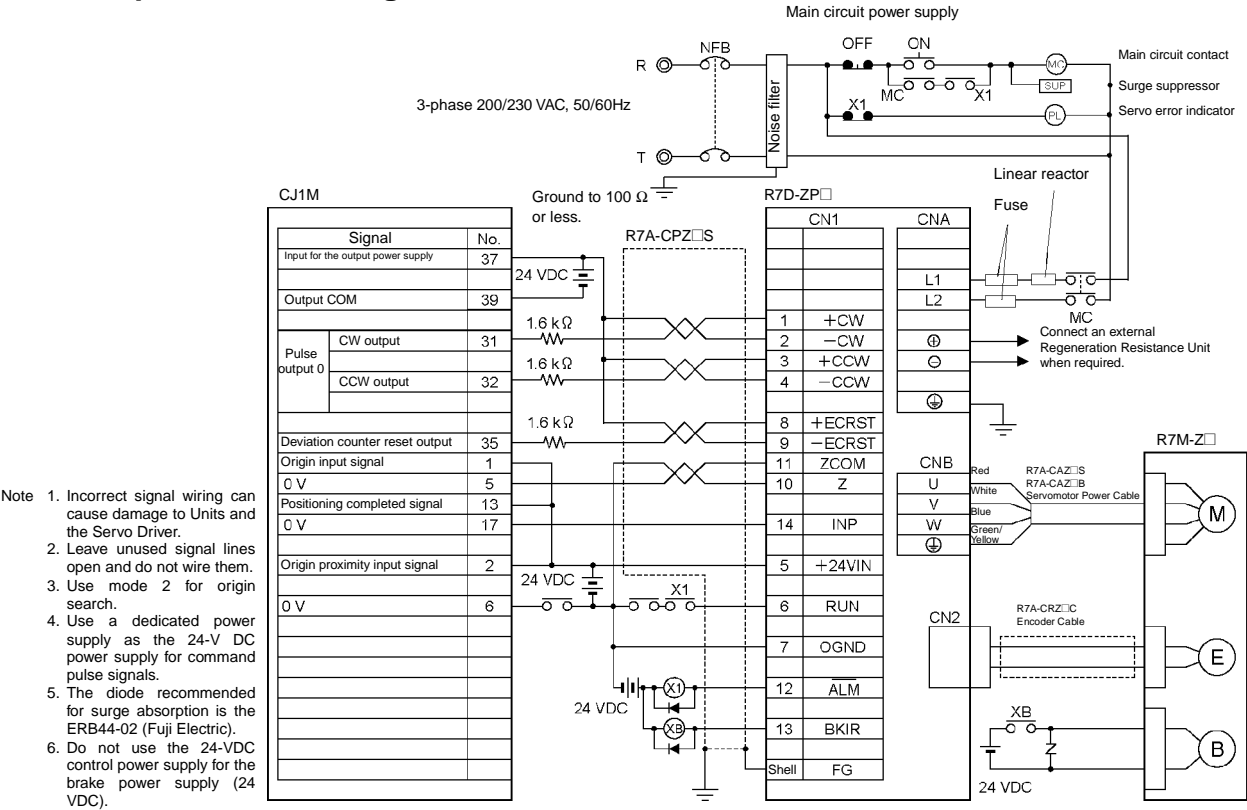 Main circuit power supply
NFB
OFF
ON
R
MC
Main circuit contact
SUP
Surge suppressor
MC
X1
3-phase 200/230 VAC, 50/60Hz
Noise filter
X1
PL
Servo error indicator
T
Linear reactor
CJ1M
Ground to 100 Ω
or less.
R7D-ZP□
Fuse
R7A-CPZ□S
CN1
CNA
Signal
No.
Input for the output power supply
37
24 VDC
L1
Output COM
39
L2
MC
1.6 kΩ
1
+CW
Pulse
output 0
CW output
31
2
−CW
⊕
Connect an external
Regeneration Resistance Unit
when required.
1.6 kΩ
3
+CCW
⊖
CCW output
32
4
−CCW
1.6 kΩ
8
+ECRST
Deviation counter reset output
35
9
−ECRST
R7M-Z□
Origin input signal
1
11
ZCOM
CNB
Red
R7A-CAZ□S
R7A-CAZ□B
Servomotor Power Cable
0 V
5
10
Z
U
White
Positioning completed signal
13
V
Blue
M
0 V
17
14
INP
W
Green/
Yellow
Origin proximity input signal
2
24 VDC
5
+24VIN
X1
0 V
6
6
RUN
CN2
R7A-CRZ□C
Encoder Cable
7
OGND
E
24 VDC
X1
12
ALM
XB
13
BKIR
XB
B
24 VDC
Shell
FG
Note 1. Incorrect signal wiring can
cause damage to Units and
the Servo Driver.
2. Leave unused signal lines
open and do not wire them.
3. Use mode 2 for origin
search.
4. Use a dedicated power
supply as the 24-V DC
power supply for command
pulse signals.
5. The diode recommended
for surge absorption is the
ERB44-02 (Fuji Electric).
6. Do not use the 24-VDC
control power supply for the
brake power supply (24
VDC).